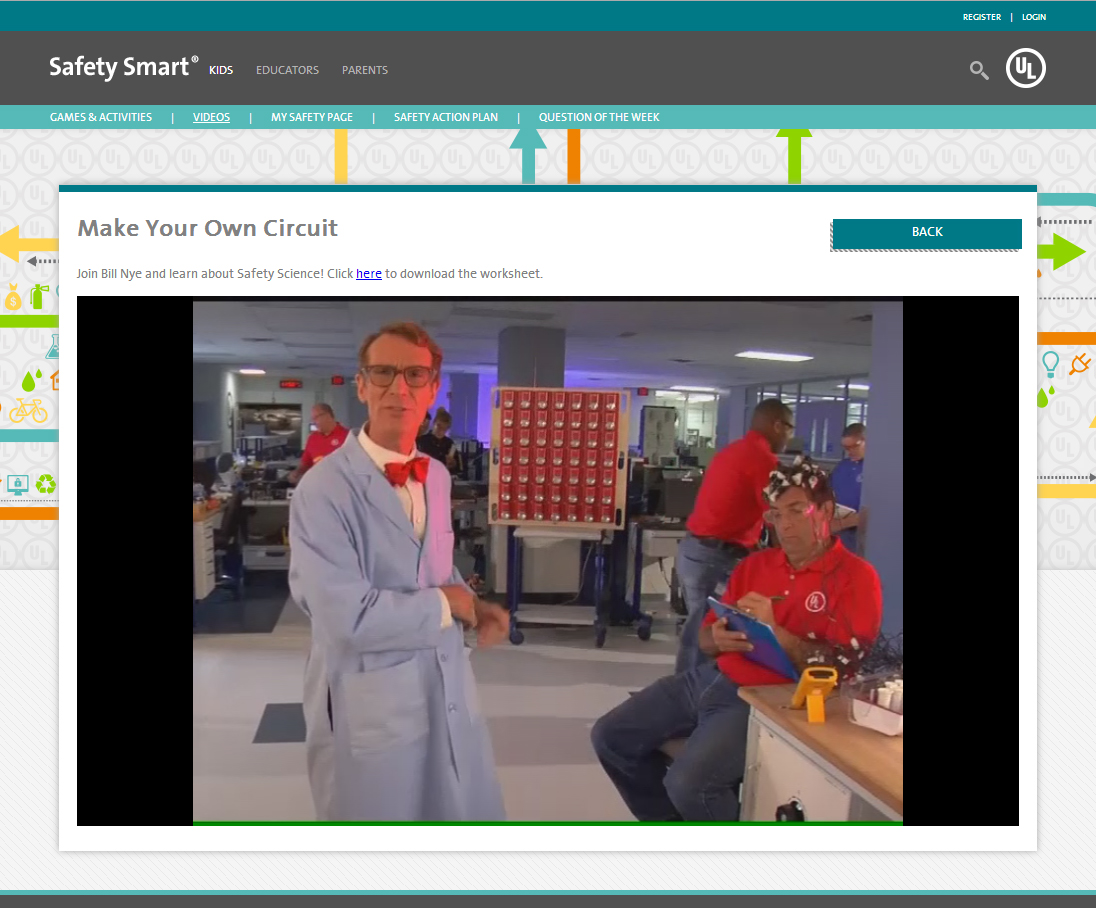 REGISTER | LOGIN
Safety Smart® KIDS EDUCATORS PARENTS
UL
GAMES & ACTIVITIES | VIDEOS | MY SAFETY PAGE | SAFETY ACTION PLAN | QUESTION OF THE WEEK
Make Your Own Circuit
BACK
Join Bill Nye and learn about Safety Science! Click here to download the worksheet.
UL